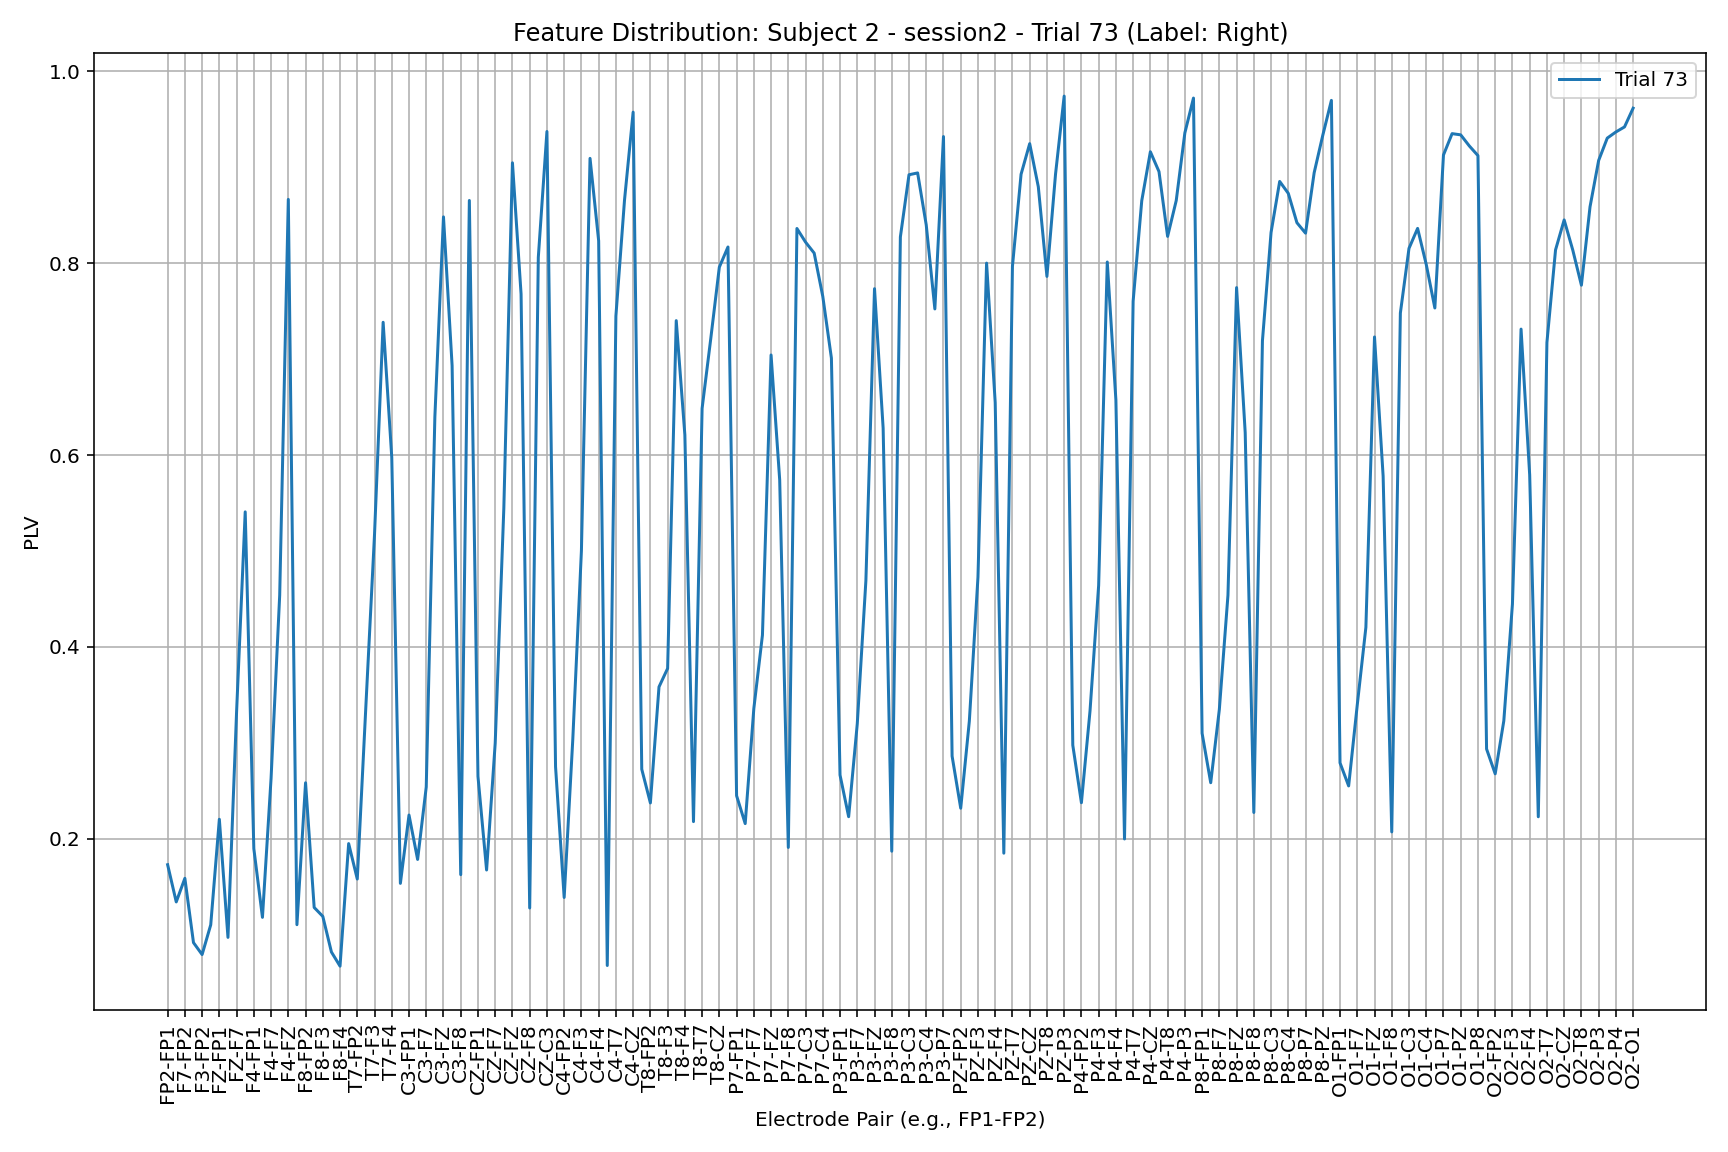 Feature Distribution: Subject 2 - session2 - Trial 73 (Label: Right)
Trial 73
1.0
0.8
0.6
0.4
0.2
PLV
FP2-FP1
F7-FP2
F3-FP2
FZ-FP1
FZ-F7
F4-FP1
F4-F7
F4-FZ
F8-FP2
F8-F3
F8-F4
T7-FP2
T7-F3
T7-F4
C3-FP1
C3-F7
C3-FZ
C3-F8
CZ-FP1
CZ-F7
CZ-FZ
CZ-F8
CZ-C3
C4-FP2
C4-F3
C4-F4
C4-T7
C4-CZ
T8-FP2
T8-F3
T8-F4
T8-T7
T8-CZ
P7-FP1
P7-F7
P7-FZ
P7-F8
P7-C3
P7-C4
P3-FP1
P3-F7
P3-FZ
P3-F8
P3-C3
P3-C4
P3-P7
PZ-FP2
PZ-F3
PZ-F4
PZ-T7
PZ-CZ
PZ-T8
PZ-P3
P4-FP2
P4-F3
P4-F4
P4-T7
P4-CZ
P4-T8
P4-P3
P8-FP1
P8-F7
P8-FZ
P8-F8
P8-C3
P8-C4
P8-P7
P8-PZ
O1-FP1
O1-F7
O1-FZ
O1-F8
O1-C3
O1-C4
O1-P7
O1-PZ
O1-P8
O2-FP2
O2-F3
O2-F4
O2-T7
O2-CZ
O2-T8
O2-P3
O2-P4
O2-O1
Electrode Pair (e.g., FP1-FP2)